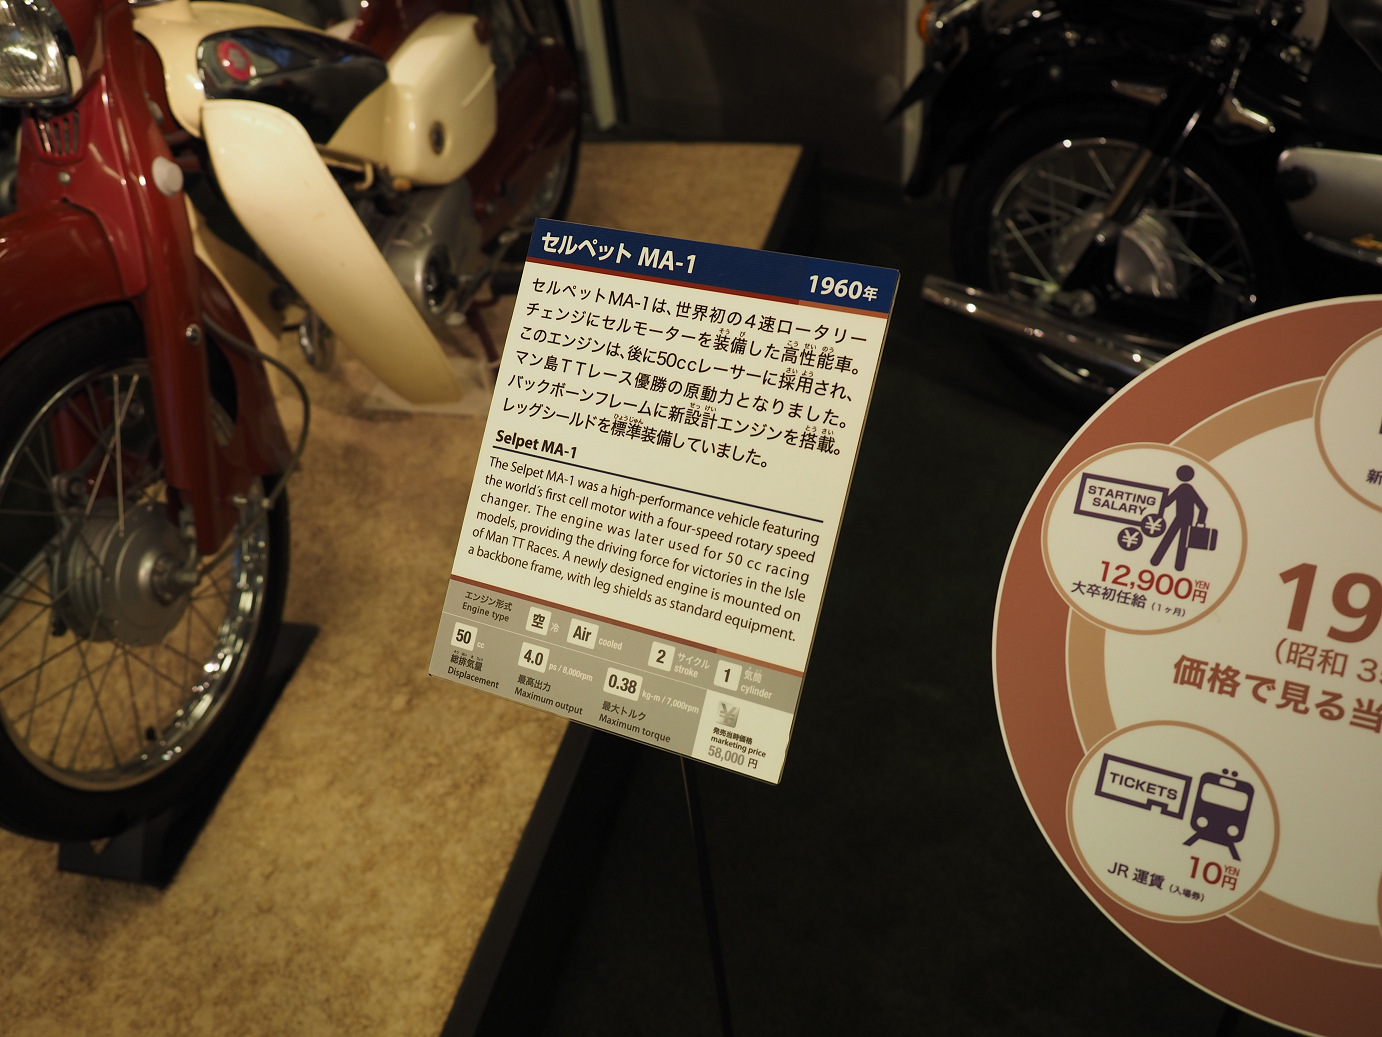 セルペット MA-1
1960年
セルペットMA-1は、世界初の4速ロータリー
チェンジにセルモーターを装備した高性能車。
このエンジンは、後に50ccレーサーに採用され、
マン島TTレース優勝の原動力となりました。
バックボーンフレームに新設計エンジンを搭載。
レッグシールドを標準装備していました。
Selpet MA-1
The Selpet MA-1 was a high-performance vehicle featuring
the world's first cell motor with a four-speed rotary speed
changer. The engine was later used for 50 cc racing
models, providing the driving force for victories in the Isle
of Man TT Races. A newly designed engine is mounted on
a backbone frame, with leg shields as standard equipment.
エンジン形式
Engine type
空 冷
Air cooled
2 サイクル
stroke
1 気筒
cylinder
50 cc
総排気量
Displacement
4.0 ps / 8,000rpm
最高出力
Maximum output
0.38 kg-m / 7,000rpm
最大トルク
Maximum torque
発売当時価格
marketing price
58,000 円
STARTING
SALARY
12,900円
YEN
大卒初任給 (1ヶ月)
19
(昭和 3
価格で見る当
TICKETS
10円
YEN
JR 運賃 (入場券)
新